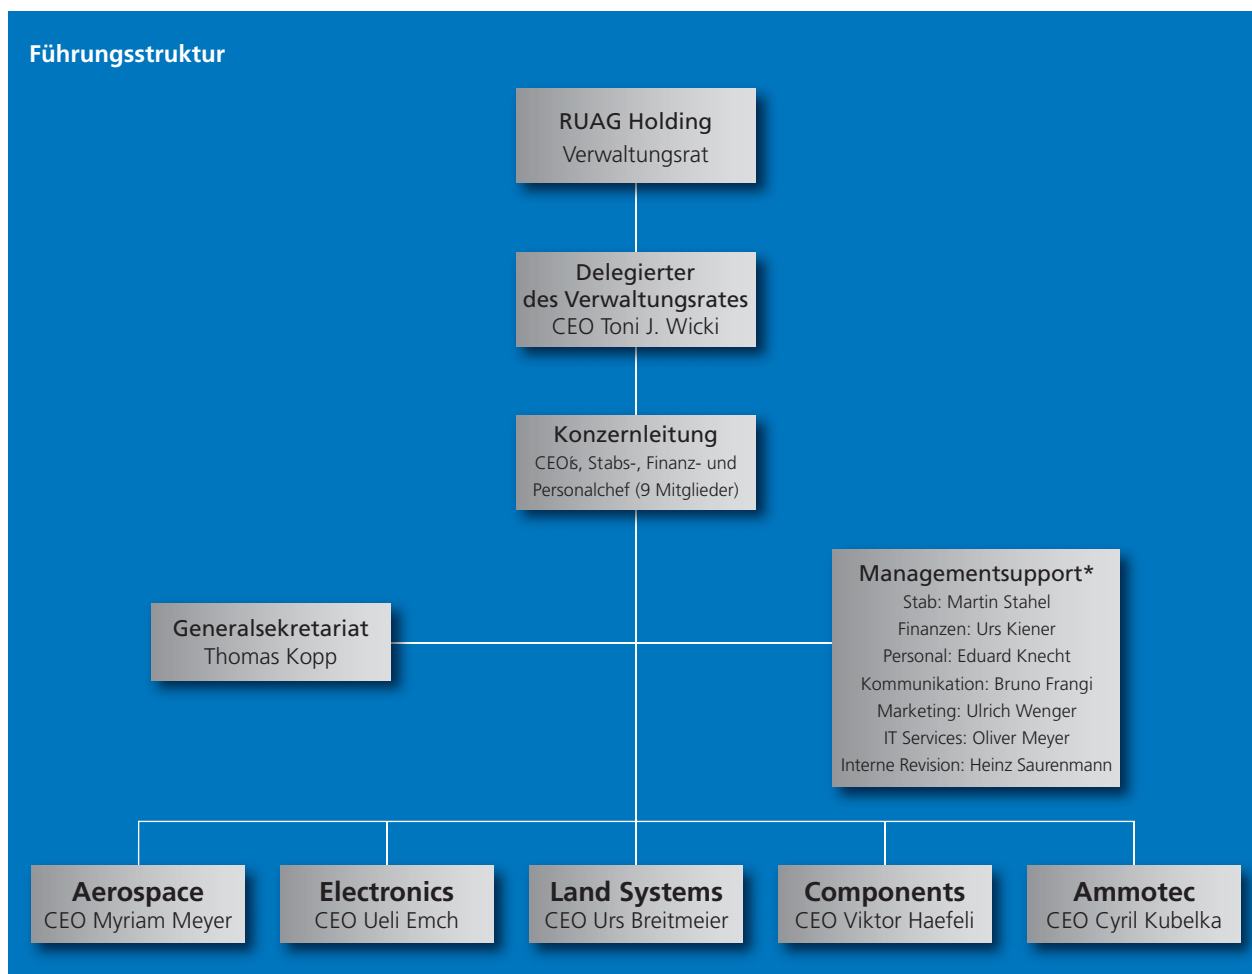 Führungsstruktur
RUAG Holding
Verwaltungsrat
Delegierter
des Verwaltungsrates
CEO Toni J. Wicki
Konzernleitung
CEO's, Stabs-, Finanz- und
Personalchef (9 Mitglieder)
Generalsekretariat
Thomas Kopp
Managementsupport*
Stab: Martin Stahel
Finanzen: Urs Kiener
Personal: Eduard Knecht
Kommunikation: Bruno Frangi
Marketing: Ulrich Wenger
IT Services: Oliver Meyer
Interne Revision: Heinz Saurenmann
Aerospace
CEO Myriam Meyer
Electronics
CEO Ueli Emch
Land Systems
CEO Urs Breitmeier
Components
CEO Viktor Haefeli
Ammotec
CEO Cyril Kubelka